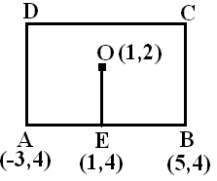 D C
O (1,2)
A E B
(-3,4) (1,4) (5,4)